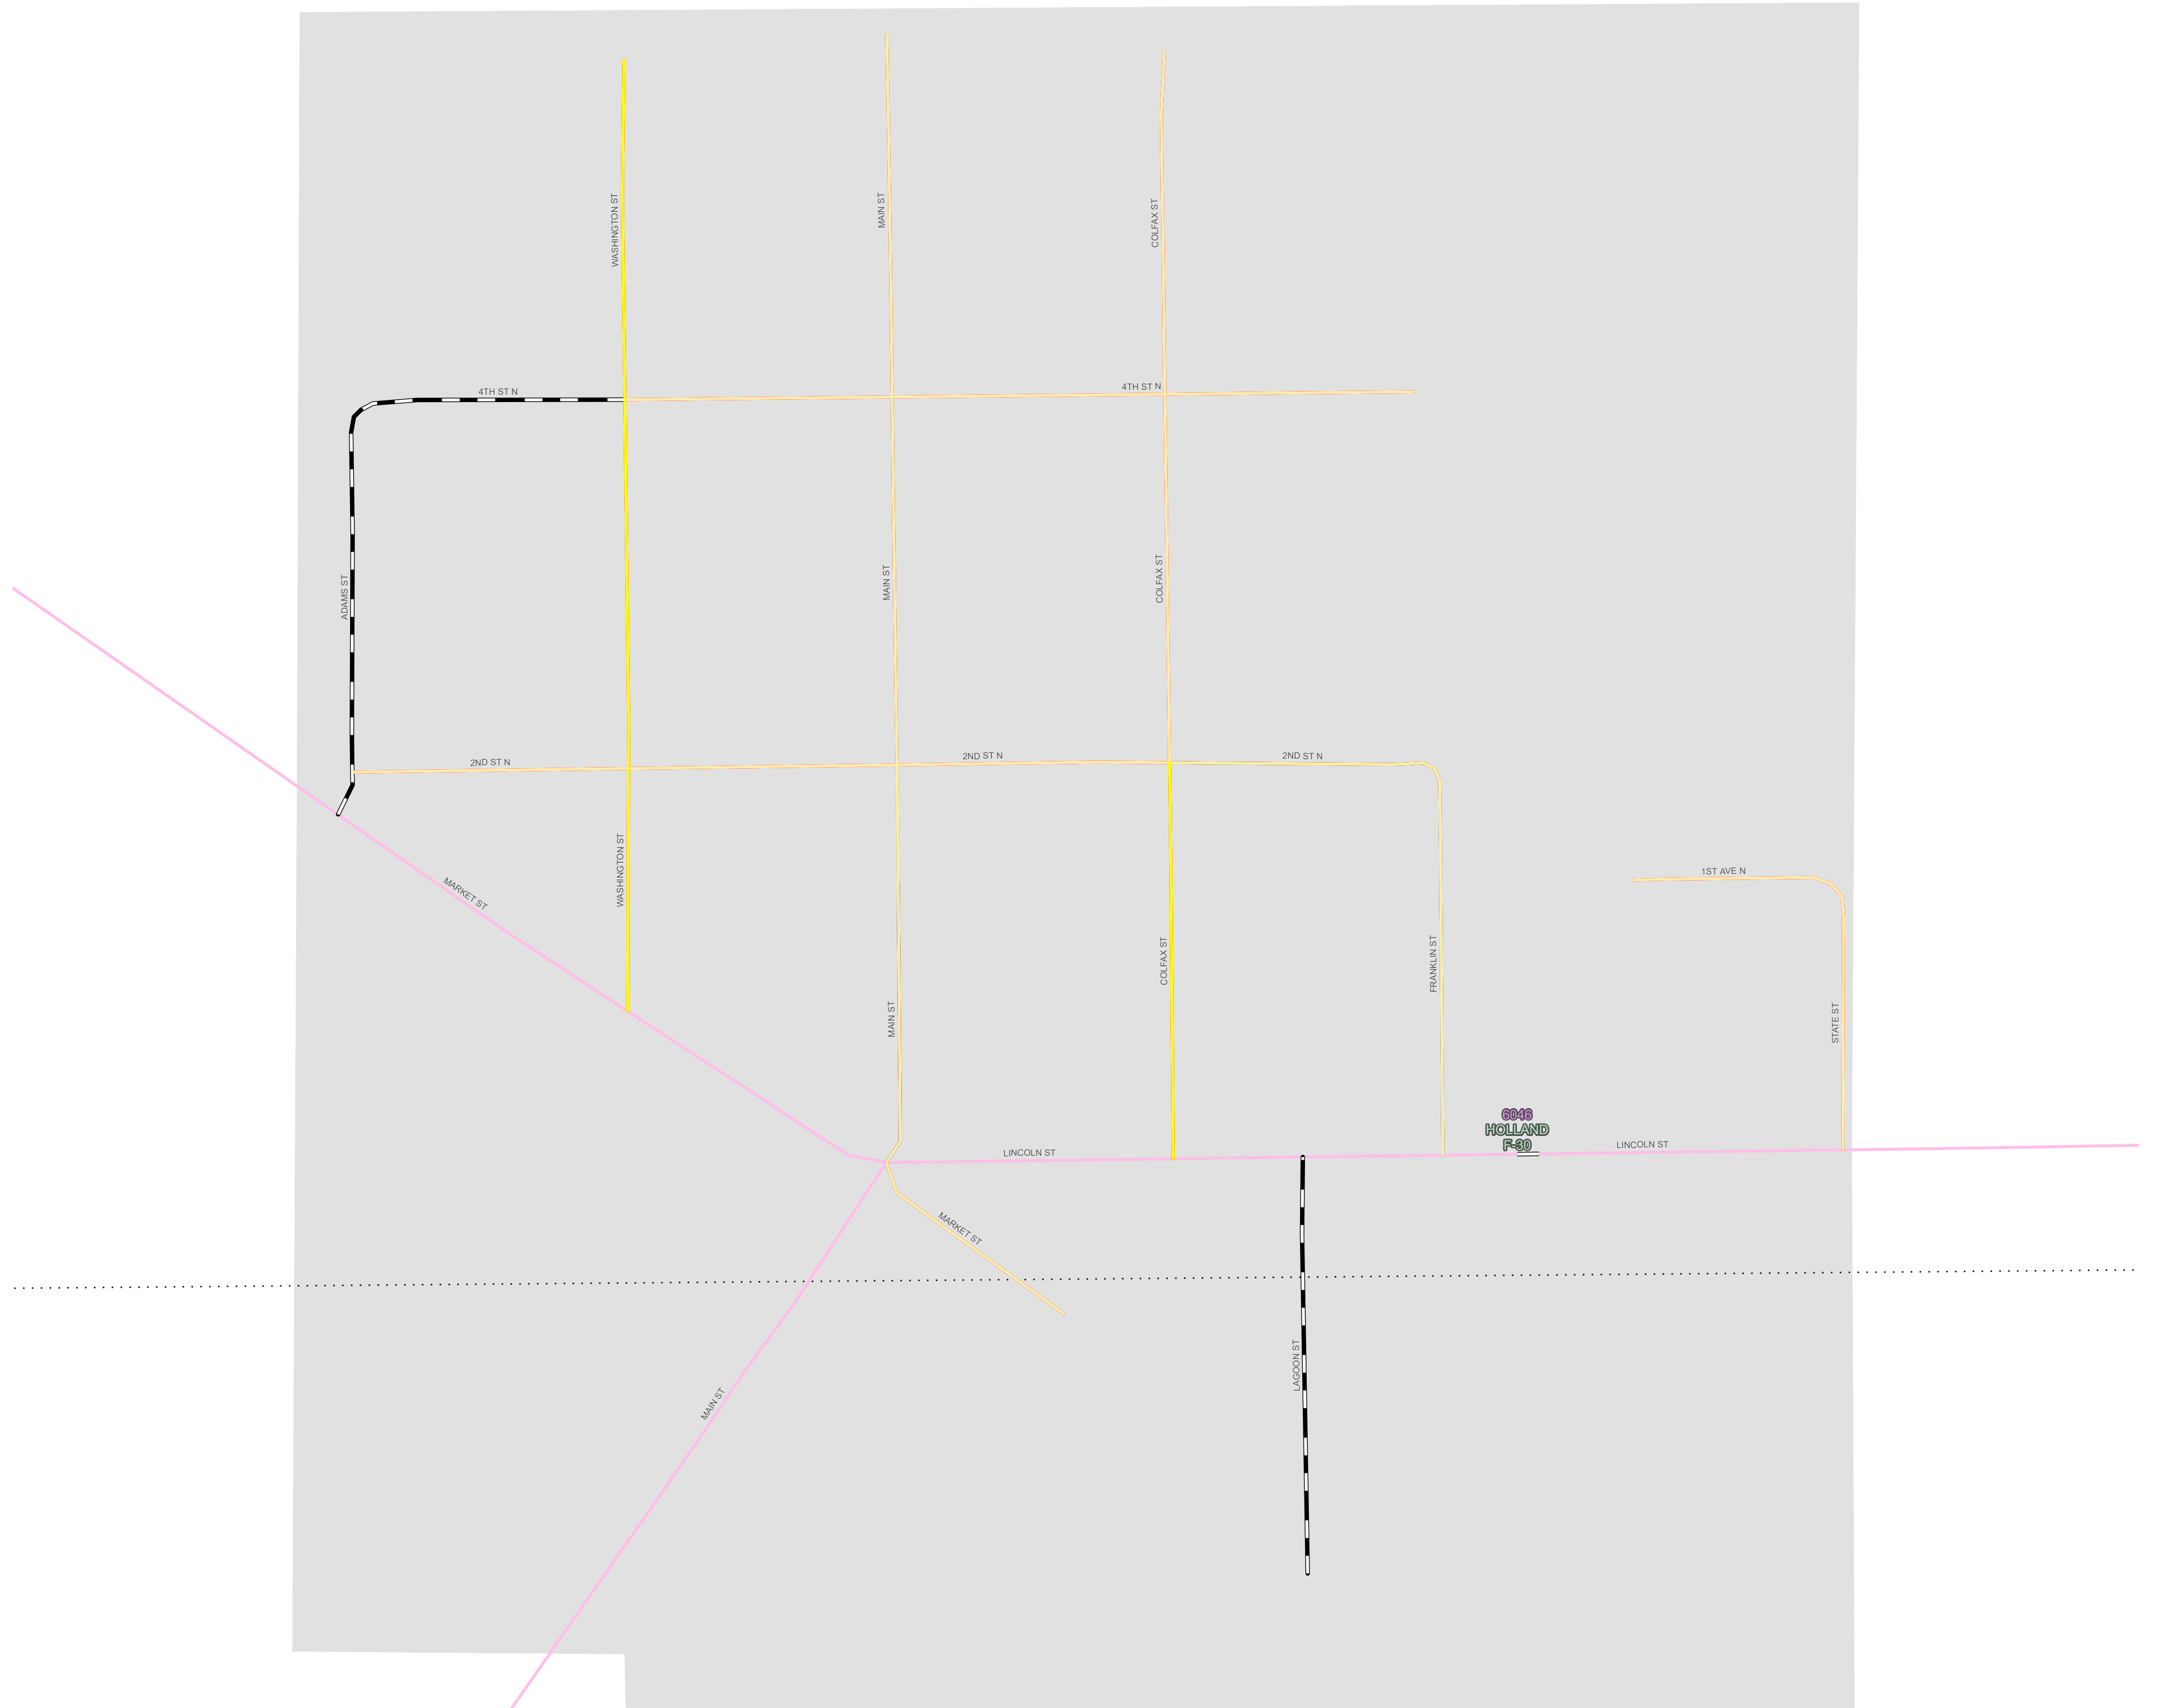 WASHINGTON ST
MAIN ST
COLFAX ST
4TH ST N
4TH ST N
ADAMS ST
MAIN ST
COLFAX ST
2ND ST N
2ND ST N
2ND ST N
MARKET ST
WASHINGTON ST
1ST AVE N
COLFAX ST
FRANKLIN ST
MAIN ST
STATE ST
6046
HOLLAND
F-30
LINCOLN ST
LINCOLN ST
MARKET ST
LAGOON ST
MAIN ST